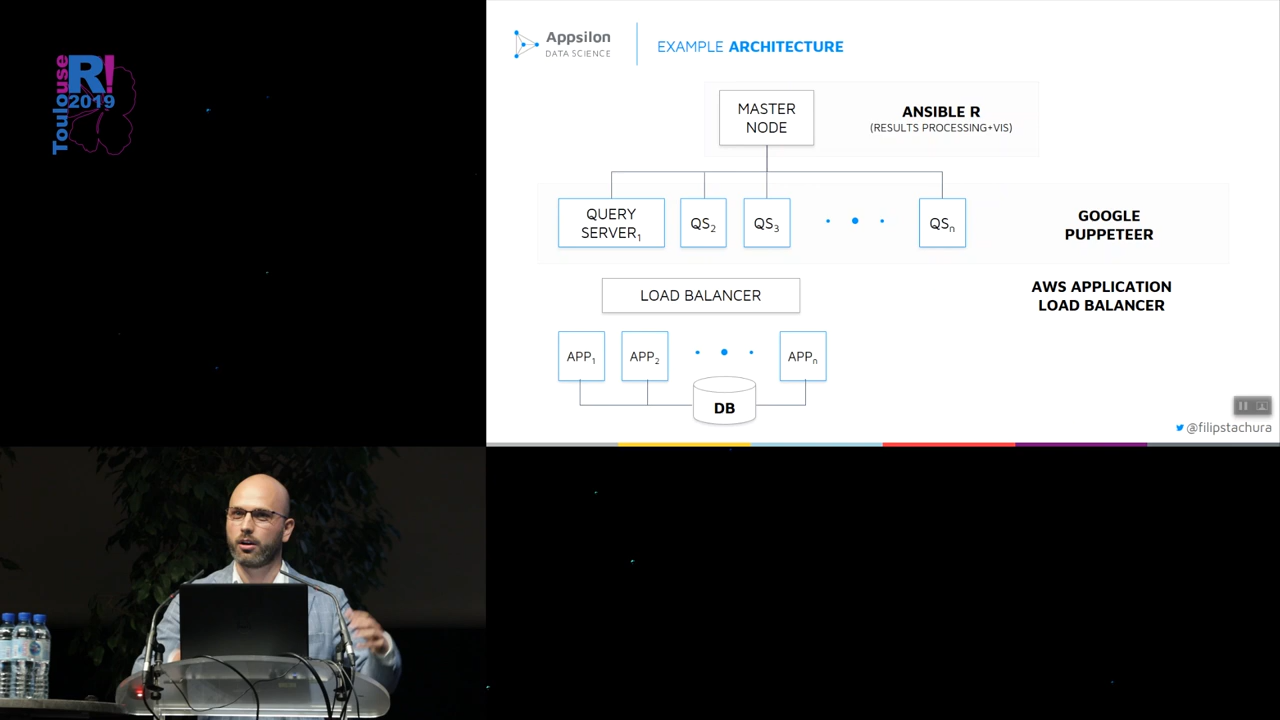 Toulouse
R!
2019
Appsilon
DATA SCIENCE
EXAMPLE ARCHITECTURE
MASTER
NODE
ANSIBLE R
(RESULTS PROCESSING+VIS)
QUERY
SERVER1
QS2
QS3
QSn
GOOGLE
PUPPETEER
LOAD BALANCER
AWS APPLICATION
LOAD BALANCER
APP1
APP2
APPn
DB
@filipstachura